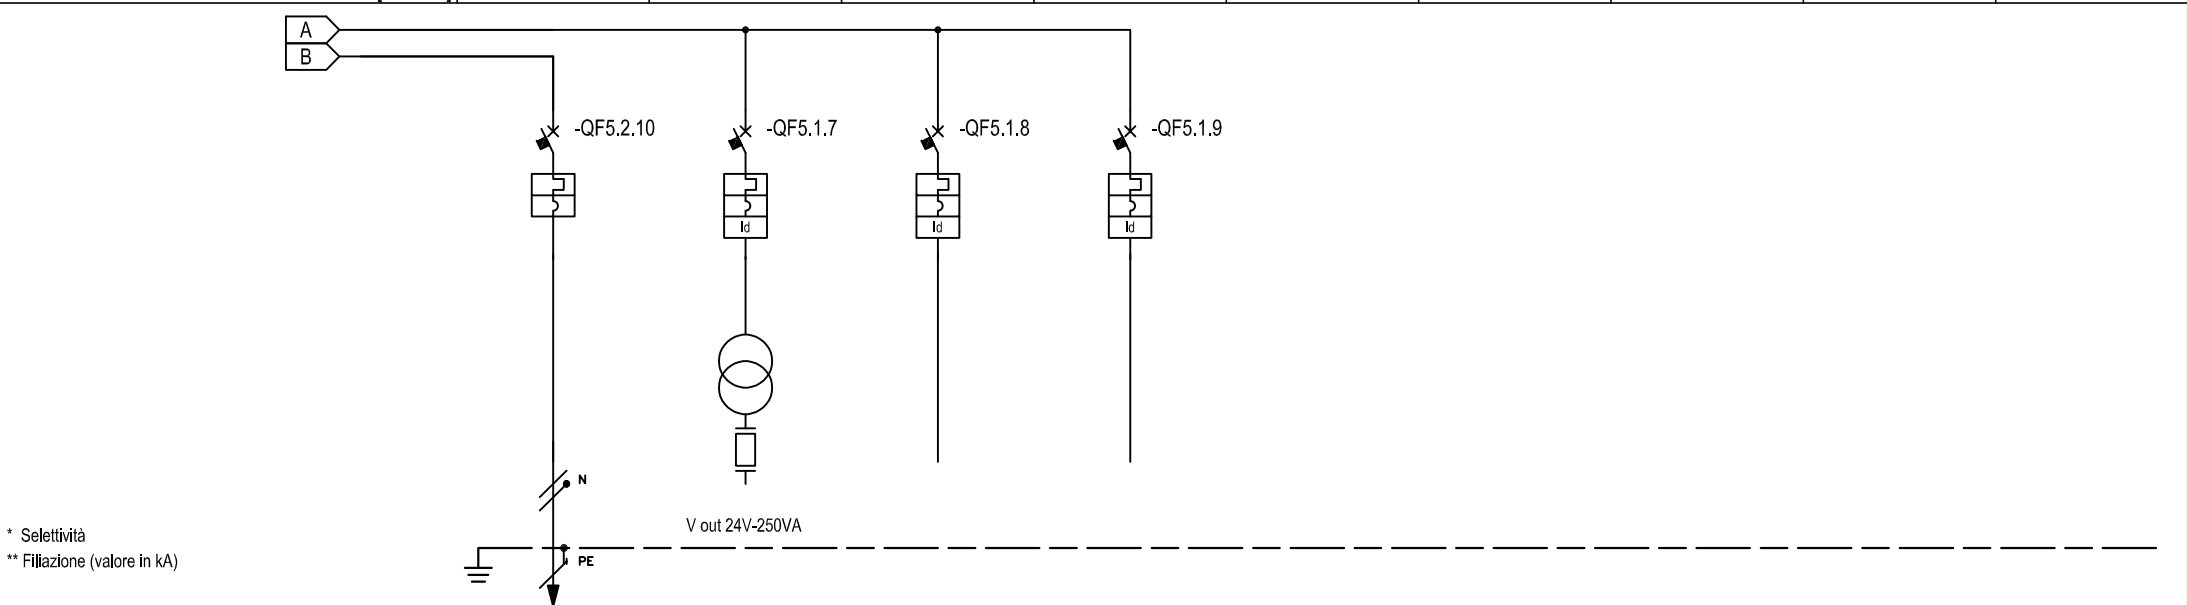 A
B
-QF5.2.10
-QF5.1.7
-QF5.1.8
-QF5.1.9
Id
Id
Id
N
V out 24V-250VA
* Selettività
** Filiazione (valore in kA)
PE